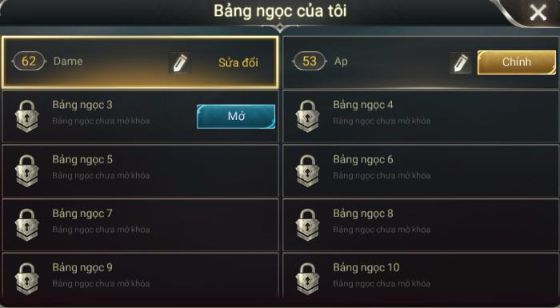 Bảng ngọc của tôi
62 Dame Sửa đổi
53 Ap Chính
Bảng ngọc 3
Bảng ngọc chưa mở khóa
Mở
Bảng ngọc 4
Bảng ngọc chưa mở khóa
Bảng ngọc 5
Bảng ngọc chưa mở khóa
Bảng ngọc 6
Bảng ngọc chưa mở khóa
Bảng ngọc 7
Bảng ngọc chưa mở khóa
Bảng ngọc 8
Bảng ngọc chưa mở khóa
Bảng ngọc 9
Bảng ngọc chưa mở khóa
Bảng ngọc 10
Bảng ngọc chưa mở khóa